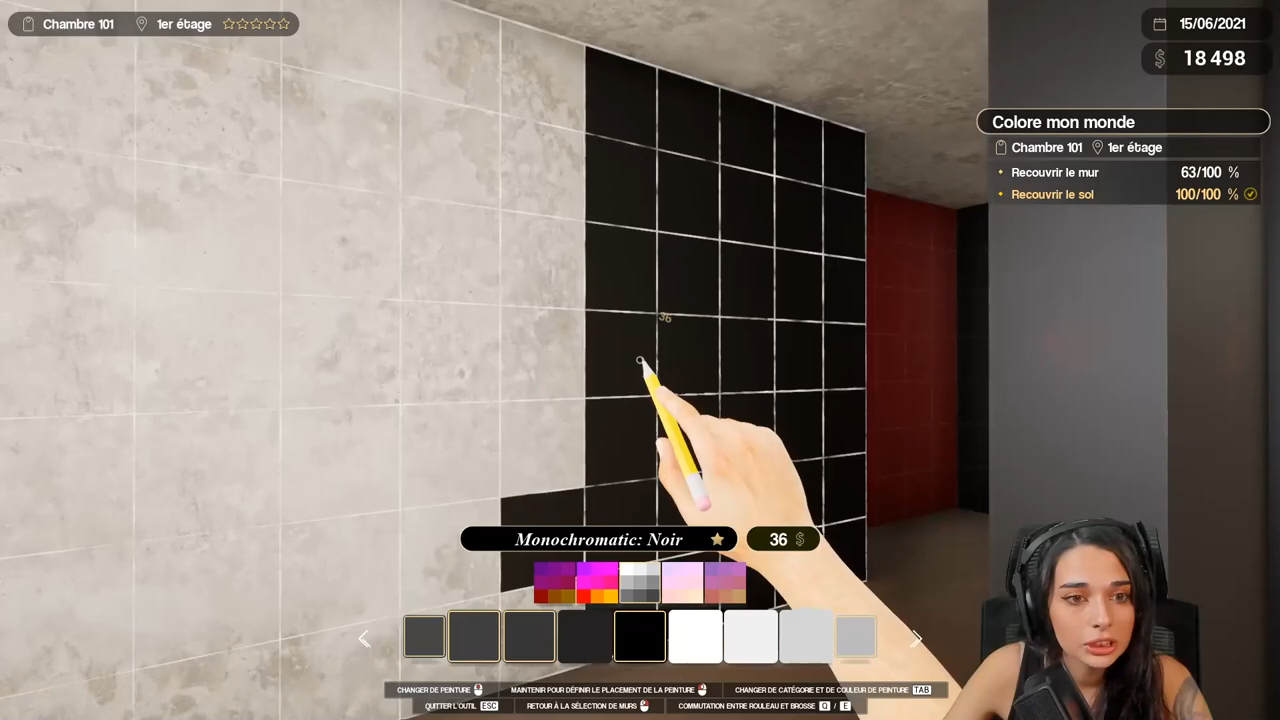 Chambre 101 1er étage
15/06/2021
$ 18 498
Colore mon monde
Chambre 101 1er étage
Recouvrir le mur 63/100 %
Recouvrir le sol 100/100 %
36
Monochromatic: Noir 36 $
CHANGER DE PEINTURE MAINTENIR POUR DÉFINIR LE PLACEMENT DE LA PEINTURE CHANGER DE CATÉGORIE ET DE COULEUR DE PEINTURE TAB
QUITTER L'OUTIL ESC RETOUR À LA SÉLECTION DE MURS COMMUTATION ENTRE ROULEAU ET BROSSE Q / E